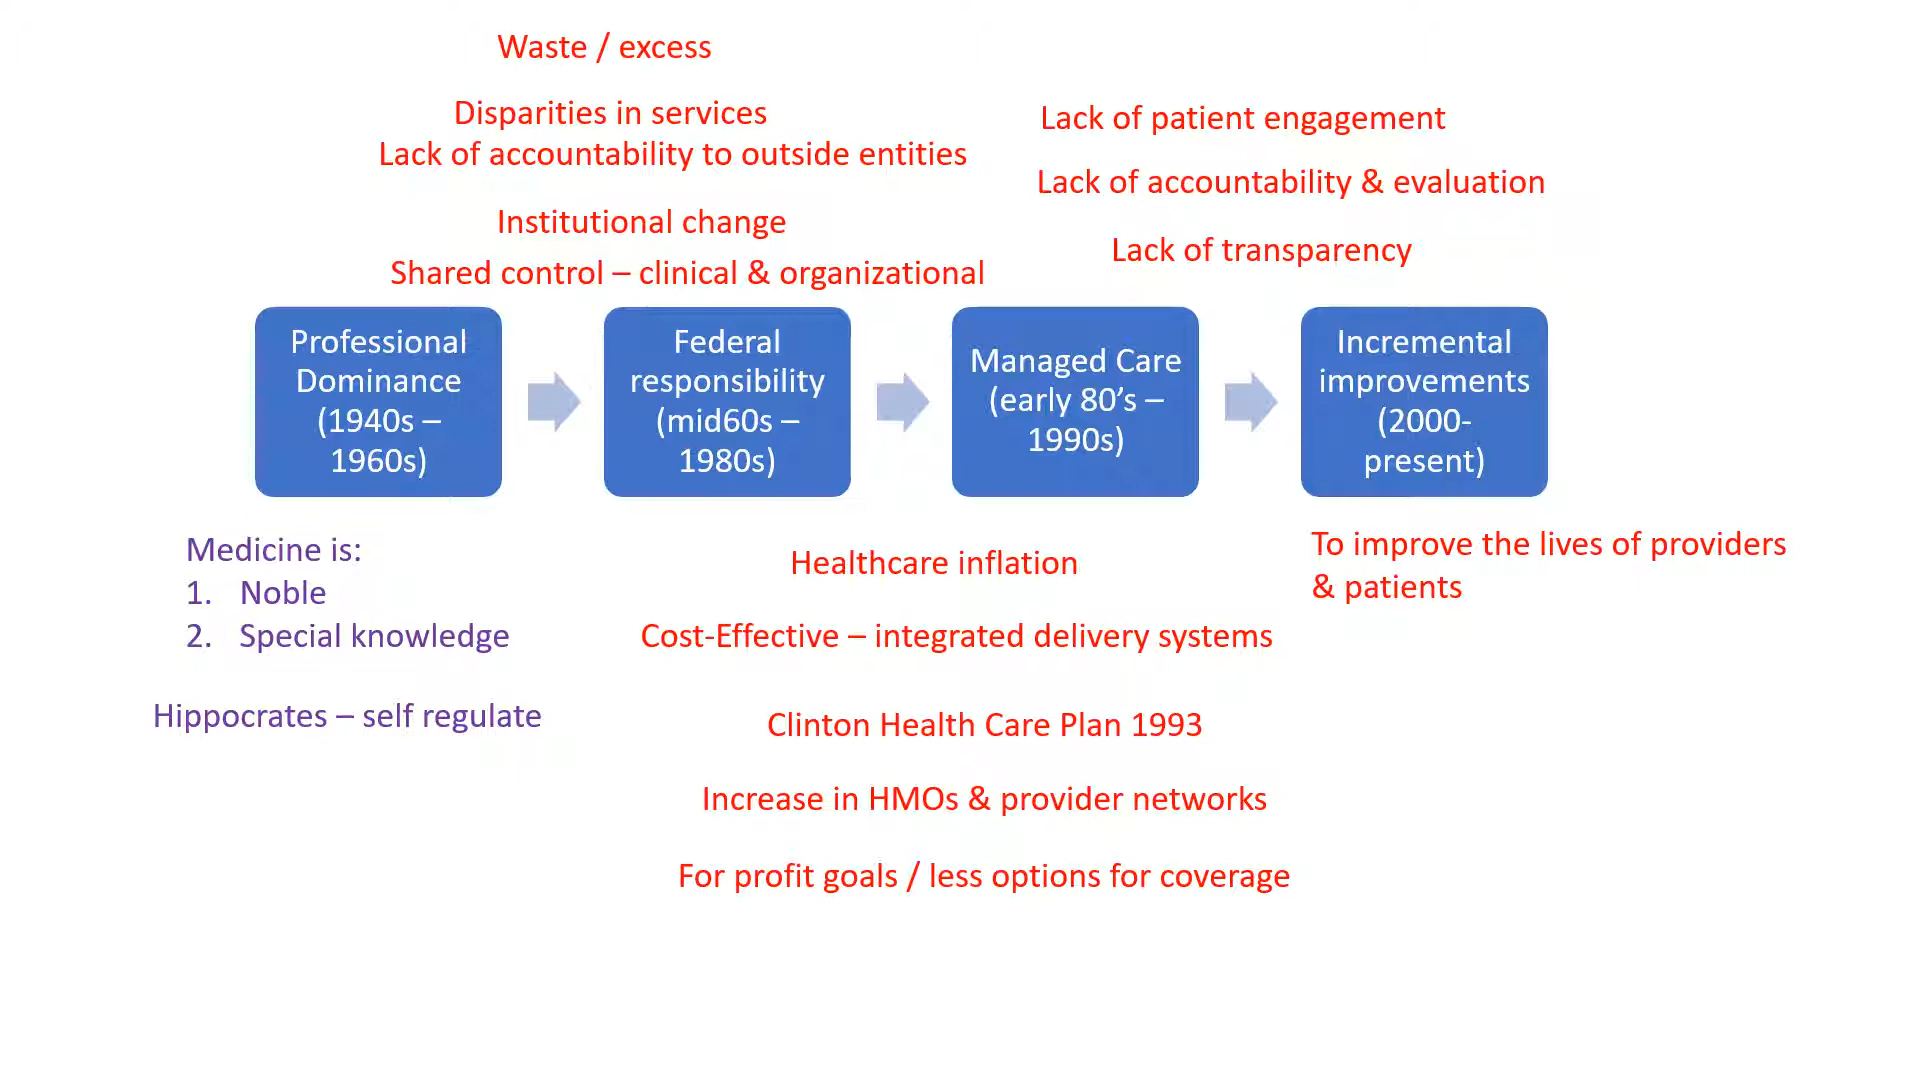 Waste / excess
Disparities in services
Lack of accountability to outside entities
Institutional change
Shared control – clinical & organizational
Lack of patient engagement
Lack of accountability & evaluation
Lack of transparency
Professional
Dominance
(1940s –
1960s)
Federal
responsibility
(mid60s –
1980s)
Managed Care
(early 80’s –
1990s)
Incremental
improvements
(2000-
present)
Medicine is:
1. Noble
2. Special knowledge
Hippocrates – self regulate
Healthcare inflation
Cost-Effective – integrated delivery systems
Clinton Health Care Plan 1993
Increase in HMOs & provider networks
For profit goals / less options for coverage
To improve the lives of providers
& patients